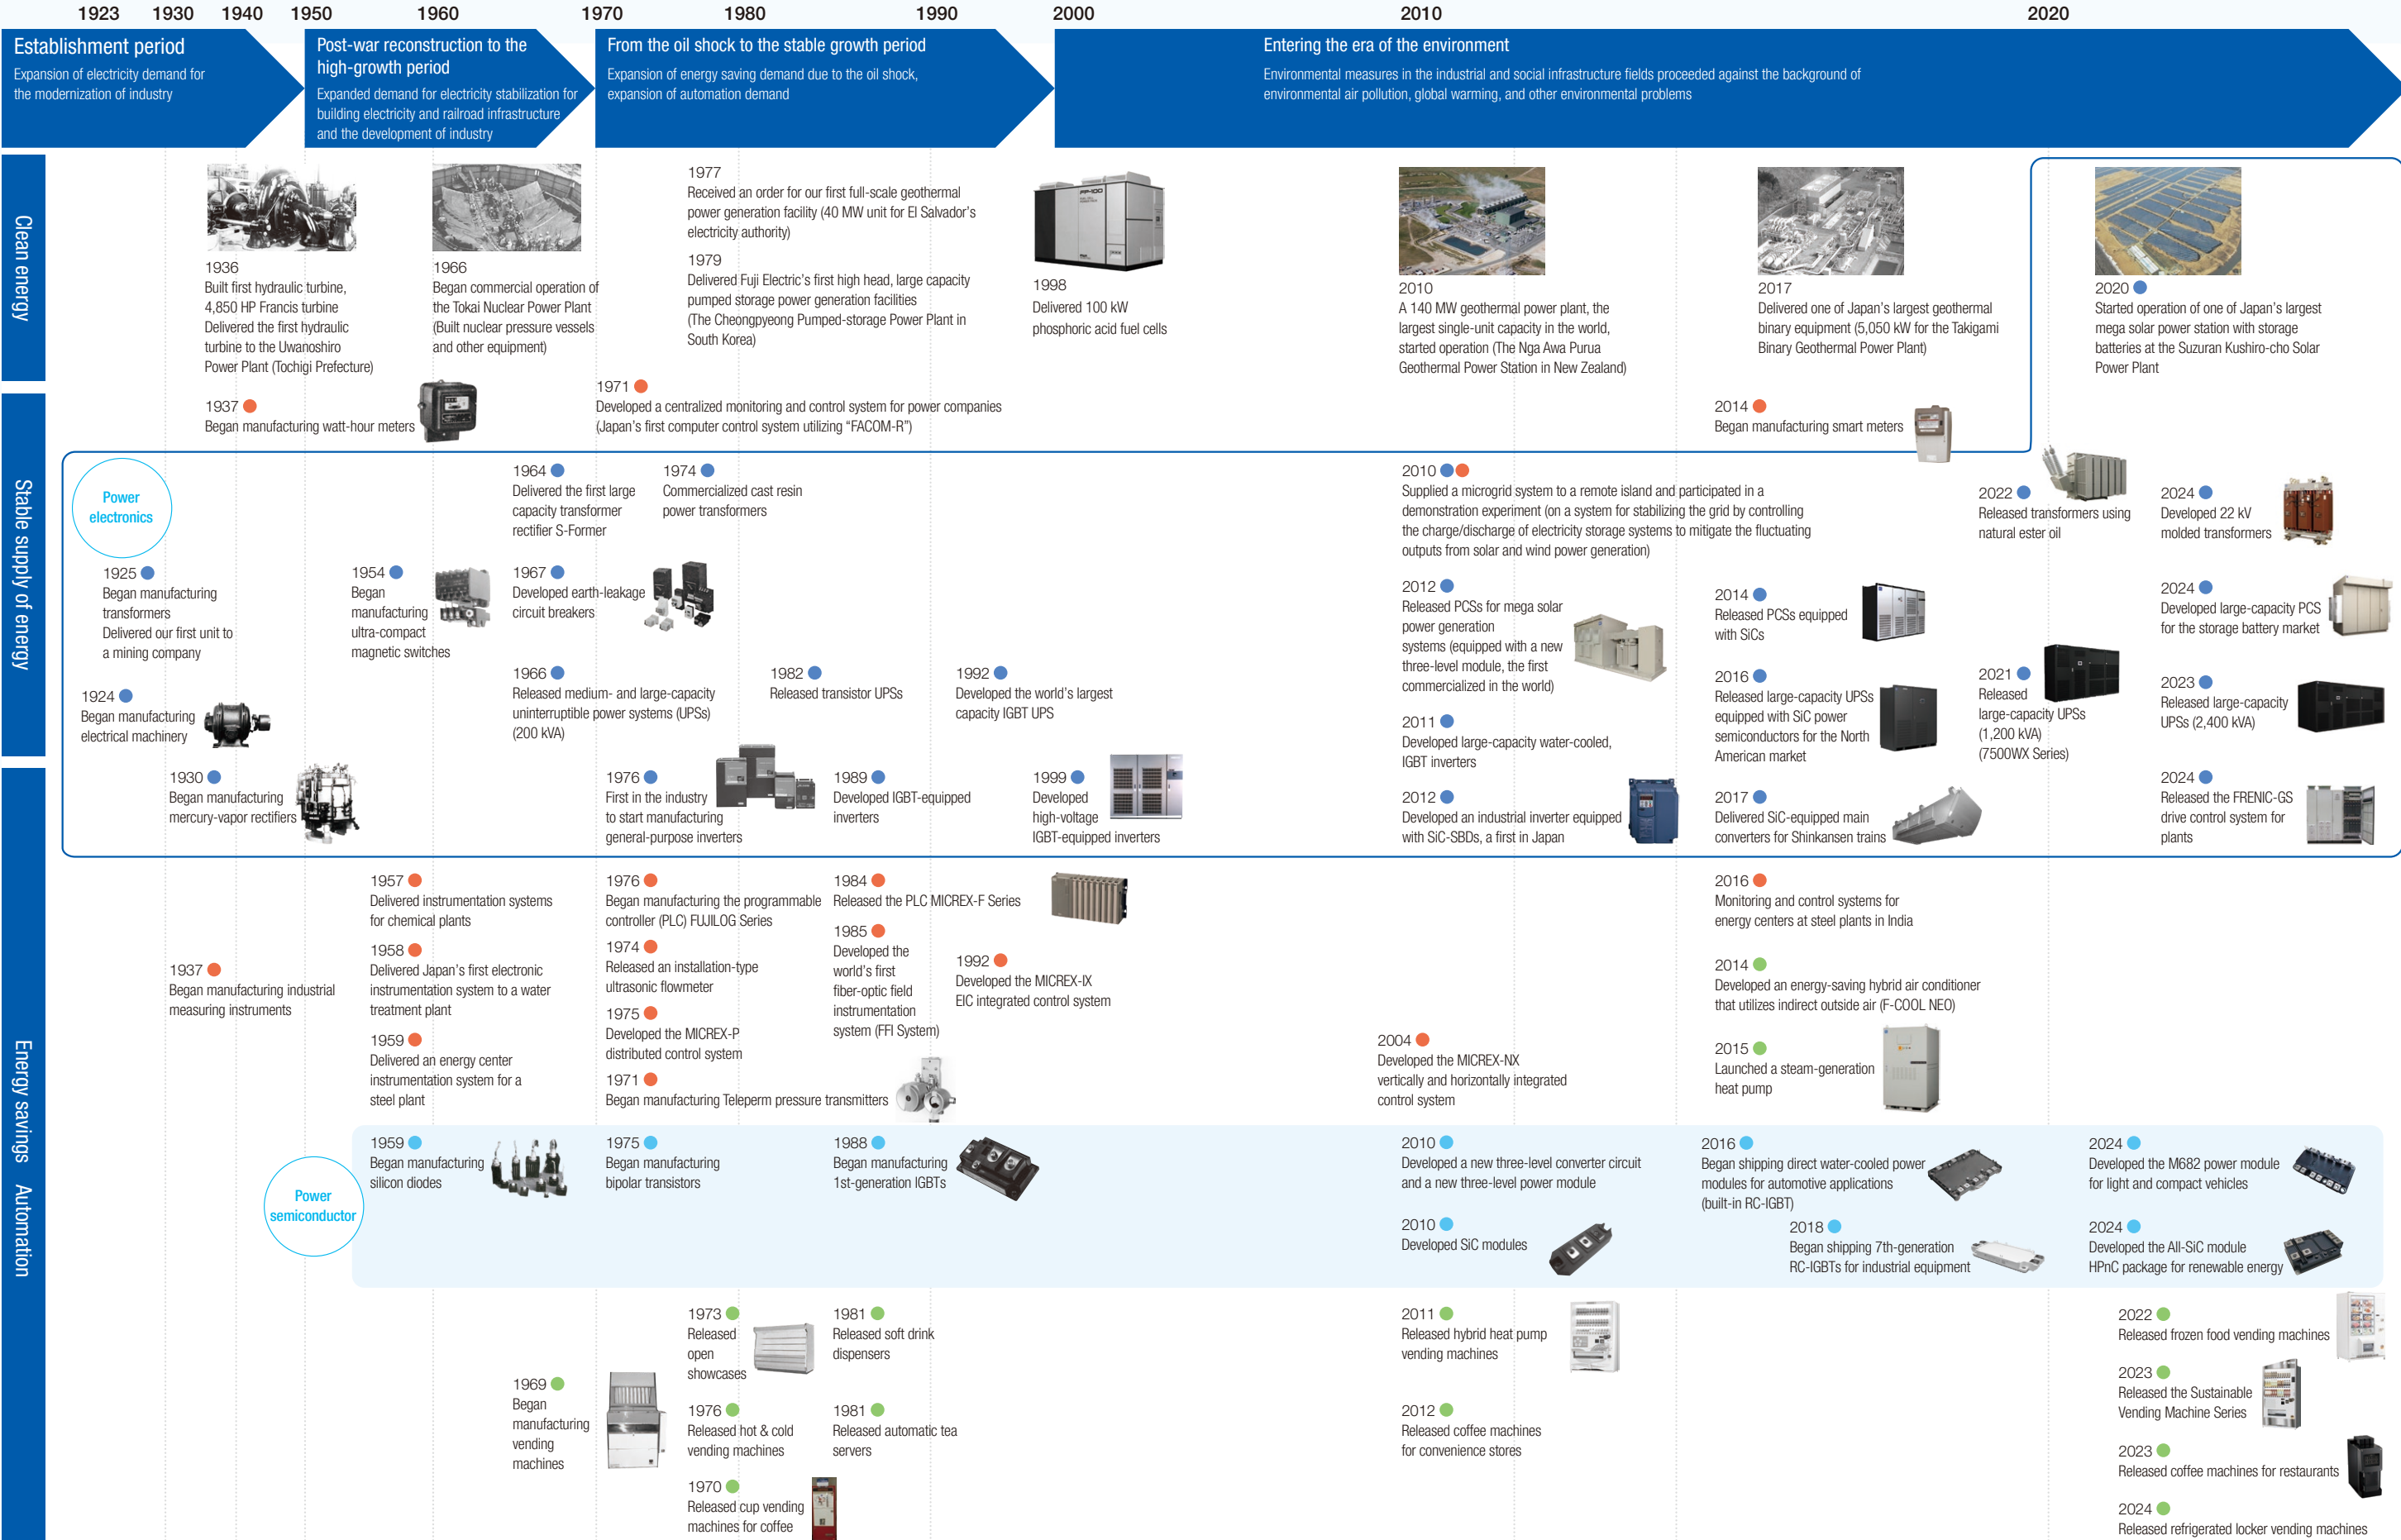 1923
1930
1940
1950
1960
1970
1980
1990
2000
2010
2020
Establishment period
Expansion of electricity demand for
the modernization of industry
Post-war reconstruction to the
high-growth period
Expanded demand for electricity stabilization for
building electricity and railroad infrastructure
and the development of industry
From the oil shock to the stable growth period
Expansion of energy saving demand due to the oil shock,
expansion of automation demand
Entering the era of the environment
Environmental measures in the industrial and social infrastructure fields proceeded against the background of
environmental air pollution, global warming, and other environmental problems
Clean energy
1936
Built first hydraulic turbine,
4,850 HP Francis turbine
Delivered the first hydraulic
turbine to the Uwanoshiro
Power Plant (Tochigi Prefecture)
1966
Began commercial operation of
the Tokai Nuclear Power Plant
(Built nuclear pressure vessels
and other equipment)
1977
Received an order for our first full-scale geothermal
power generation facility (40 MW unit for El Salvador's
electricity authority)
1979
Delivered Fuji Electric's first high head, large capacity
pumped storage power generation facilities
(The Cheongpyeong Pumped-storage Power Plant in
South Korea)
FP-100
1998
Delivered 100 kW
phosphoric acid fuel cells
2010
A 140 MW geothermal power plant, the
largest single-unit capacity in the world,
started operation (The Nga Awa Purua
Geothermal Power Station in New Zealand)
2017
Delivered one of Japan's largest geothermal
binary equipment (5,050 kW for the Takigami
Binary Geothermal Power Plant)
2020
Started operation of one of Japan's largest
mega solar power station with storage
batteries at the Suzuran Kushiro-cho Solar
Power Plant
Stable supply of energy
1937
Began manufacturing watt-hour meters
1971
Developed a centralized monitoring and control system for power companies
(Japan's first computer control system utilizing “FACOM-R”)
2014
Began manufacturing smart meters
Power
electronics
1964
Delivered the first large
capacity transformer
rectifier S-Former
1974
Commercialized cast resin
power transformers
2010
Supplied a microgrid system to a remote island and participated in a
demonstration experiment (on a system for stabilizing the grid by controlling
the charge/discharge of electricity storage systems to mitigate the fluctuating
outputs from solar and wind power generation)
2022
Released transformers using
natural ester oil
2024
Developed 22 kV
molded transformers
1925
Began manufacturing
transformers
Delivered our first unit to
a mining company
1954
Began
manufacturing
ultra-compact
magnetic switches
1967
Developed earth-leakage
circuit breakers
2012
Released PCSs for mega solar
power generation
systems (equipped with a new
three-level module, the first
commercialized in the world)
2014
Released PCSs equipped
with SiCs
2024
Developed large-capacity PCS
for the storage battery market
1924
Began manufacturing
electrical machinery
1966
Released medium- and large-capacity
uninterruptible power systems (UPSs)
(200 kVA)
1982
Released transistor UPSs
1992
Developed the world's largest
capacity IGBT UPS
2011
Developed large-capacity water-cooled,
IGBT inverters
2016
Released large-capacity UPSs
equipped with SiC power
semiconductors for the North
American market
2021
Released
large-capacity UPSs
(1,200 kVA)
(7500WX Series)
2023
Released large-capacity
UPSs (2,400 kVA)
Energy savings Automation
1930
Began manufacturing
mercury-vapor rectifiers
1976
First in the industry
to start manufacturing
general-purpose inverters
1989
Developed IGBT-equipped
inverters
1999
Developed
high-voltage
IGBT-equipped inverters
2012
Developed an industrial inverter equipped
with SiC-SBDs, a first in Japan
2017
Delivered SiC-equipped main
converters for Shinkansen trains
2024
Released the FRENIC-GS
drive control system for
plants
1957
Delivered instrumentation systems
for chemical plants
1976
Began manufacturing the programmable
controller (PLC) FUJILOG Series
1984
Released the PLC MICREX-F Series
2016
Monitoring and control systems for
energy centers at steel plants in India
1937
Began manufacturing industrial
measuring instruments
1958
Delivered Japan's first electronic
instrumentation system to a water
treatment plant
1974
Released an installation-type
ultrasonic flowmeter
1985
Developed the
world's first
fiber-optic field
instrumentation
system (FFI System)
1992
Developed the MICREX-IX
EIC integrated control system
2014
Developed an energy-saving hybrid air conditioner
that utilizes indirect outside air (F-COOL NEO)
1959
Delivered an energy center
instrumentation system for a
steel plant
1975
Developed the MICREX-P
distributed control system
1971
Began manufacturing Teleperm pressure transmitters
2004
Developed the MICREX-NX
vertically and horizontally integrated
control system
2015
Launched a steam-generation
heat pump
Power
semiconductor
1959
Began manufacturing
silicon diodes
1975
Began manufacturing
bipolar transistors
1988
Began manufacturing
1st-generation IGBTs
2010
Developed a new three-level converter circuit
and a new three-level power module
2016
Began shipping direct water-cooled power
modules for automotive applications
(built-in RC-IGBT)
2024
Developed the M682 power module
for light and compact vehicles
2010
Developed SiC modules
2018
Began shipping 7th-generation
RC-IGBTs for industrial equipment
2024
Developed the All-SiC module
HPnC package for renewable energy
1969
Began
manufacturing
vending
machines
1973
Released
open
showcases
1981
Released soft drink
dispensers
2011
Released hybrid heat pump
vending machines
2022
Released frozen food vending machines
1976
Released hot & cold
vending machines
1981
Released automatic tea
servers
2012
Released coffee machines
for convenience stores
2023
Released the Sustainable
Vending Machine Series
2023
Released coffee machines for restaurants
1970
Released cup vending
machines for coffee
2024
Released refrigerated locker vending machines